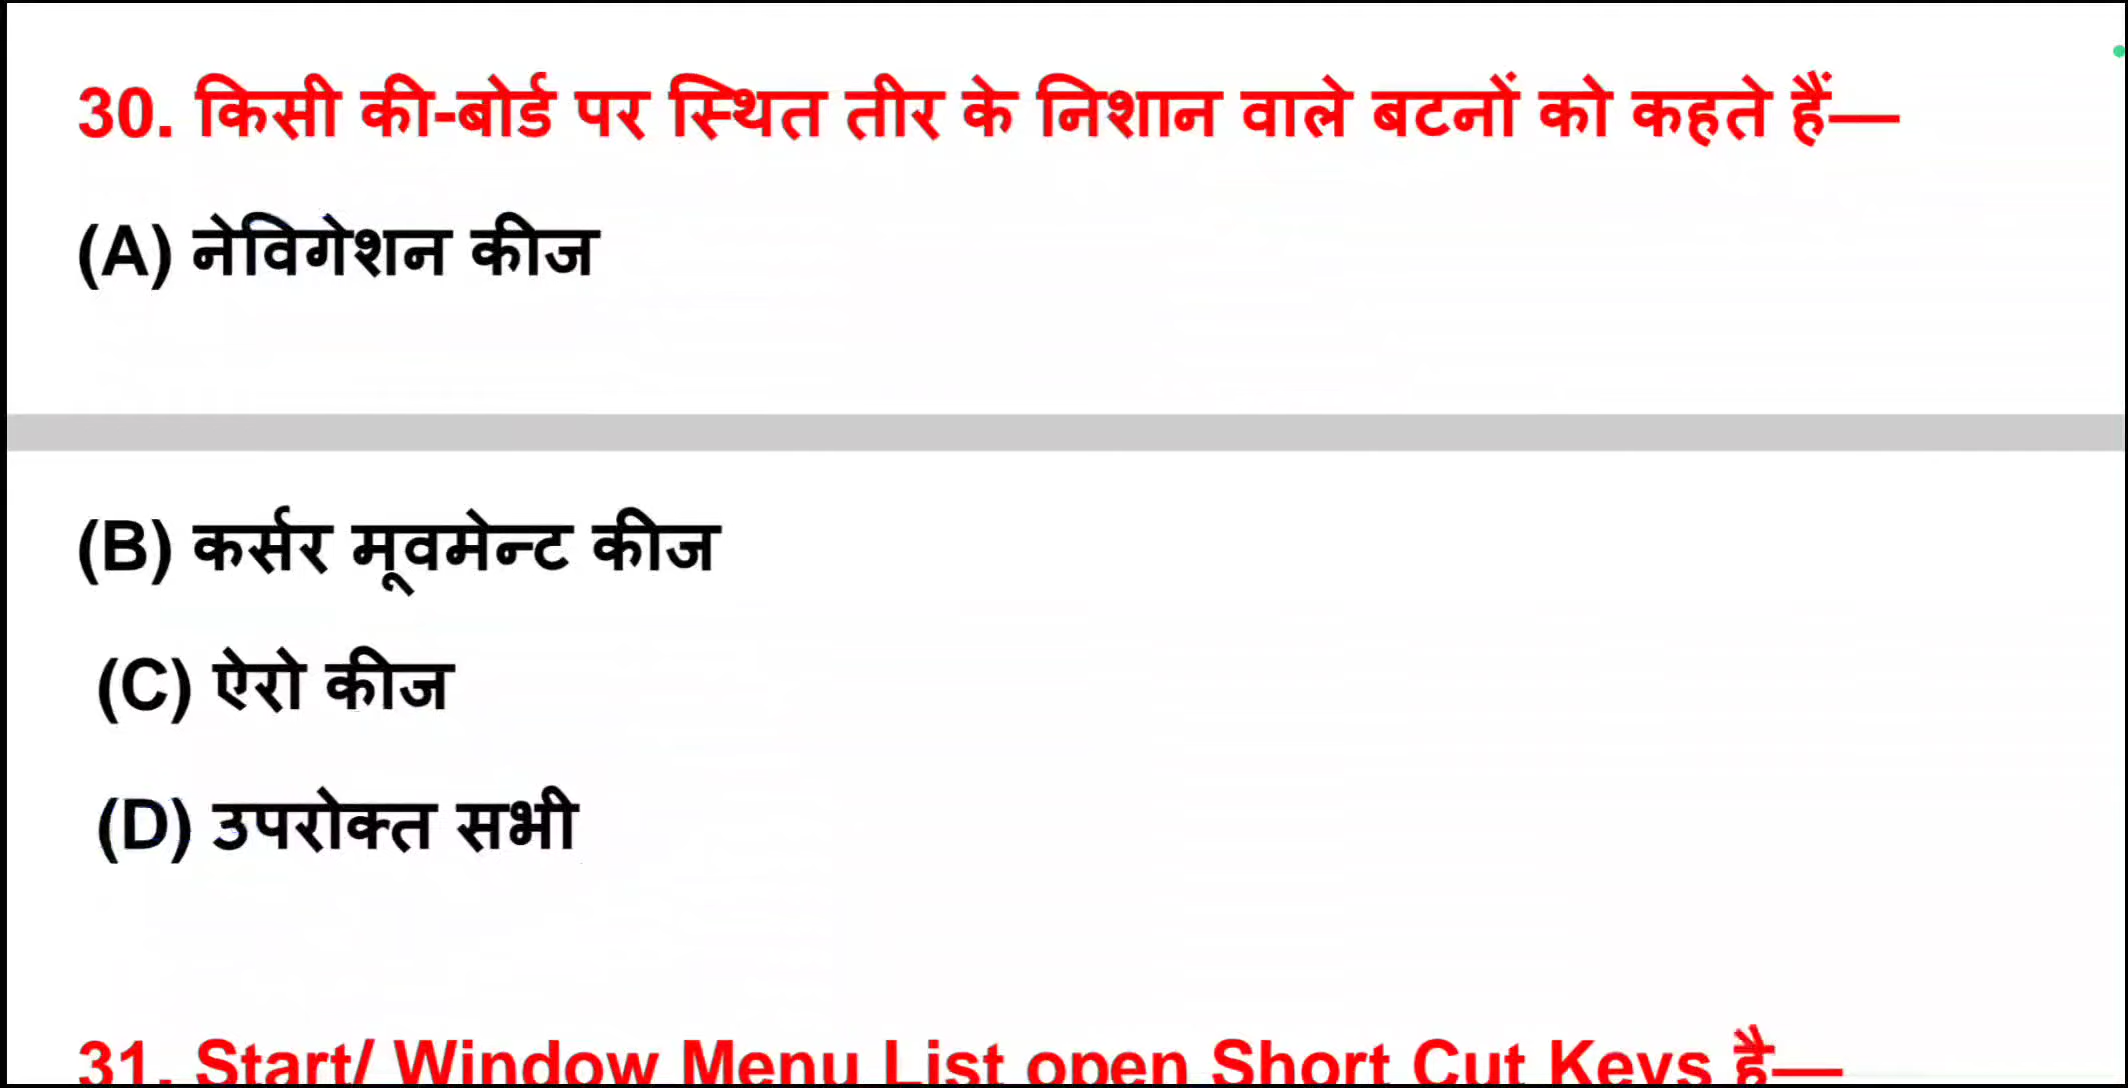 30. किसी की-बोर्ड पर स्थित तीर के निशान वाले बटनों को कहते हैं—
(A) नेविगेशन कीज
(B) कर्सर मूवमेन्ट कीज
(C) ऐरो कीज
(D) उपरोक्त सभी
31. Start/ Window Menu List open Short Cut Keys है—